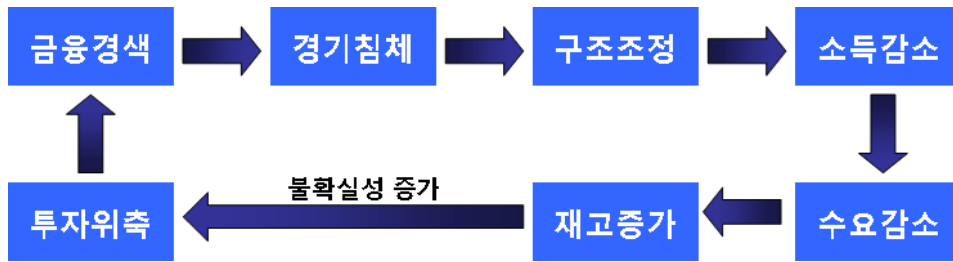 금융경색
경기침체
구조조정
소득감소
불확실성 증가
투자위축
재고증가
수요감소